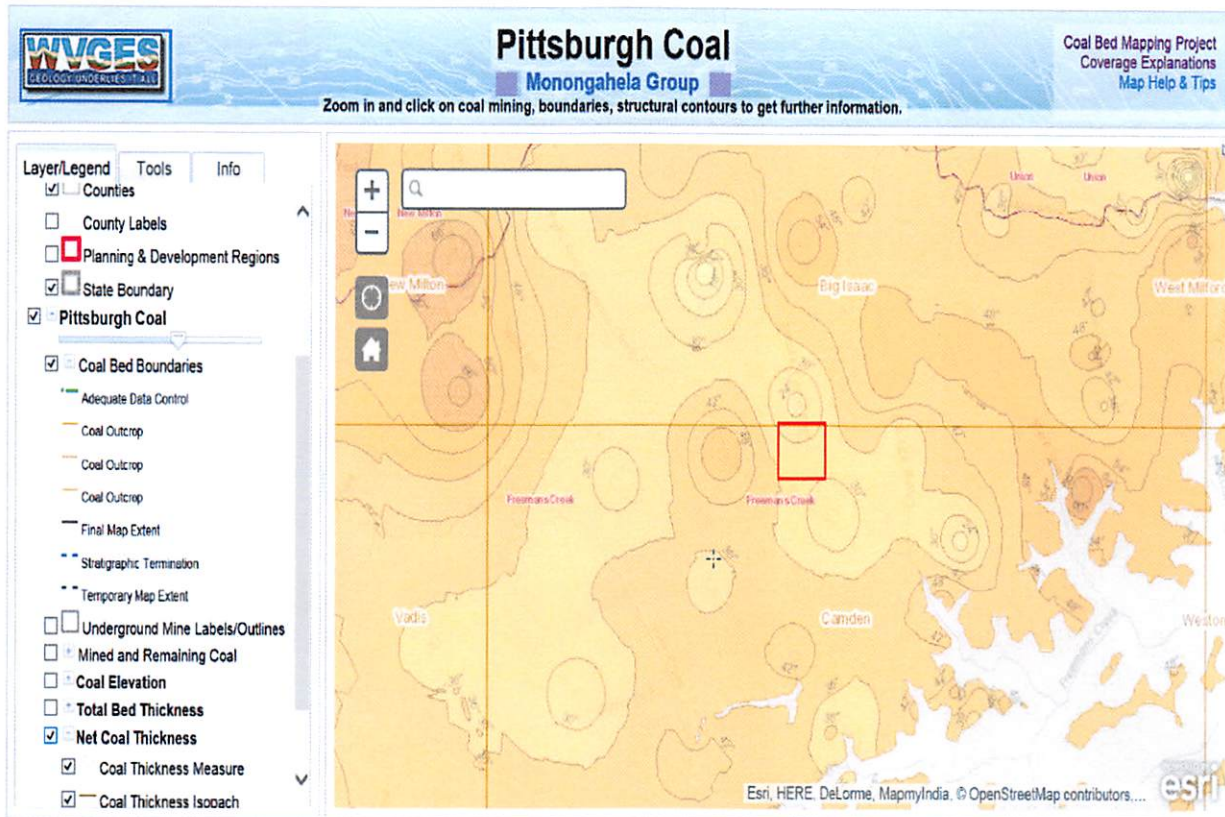 WVGES
GEOLOGY UNDERLIES IT ALL
Pittsburgh Coal
Monongahela Group
Zoom in and click on coal mining, boundaries, structural contours to get further information.
Coal Bed Mapping Project
Coverage Explanations
Map Help & Tips
Layer/Legend
Tools
Info
Counties
County Labels
Planning & Development Regions
State Boundary
Pittsburgh Coal
Coal Bed Boundaries
Adequate Data Control
Coal Outcrop
Coal Outcrop
Coal Outcrop
Final Map Extent
Stratigraphic Termination
Temporary Map Extent
Underground Mine Labels/Outlines
Mined and Remaining Coal
Coal Elevation
Total Bed Thickness
Net Coal Thickness
Coal Thickness Measure
Coal Thickness Isopach
+
−
Union
Union
New Milton
ew Milton
Big Isaac
West Milford
Freemans Creek
Freemans Creek
Vadis
Camden
Weston
Freemans Creek
Esri, HERE, DeLorme, MapmyIndia, © OpenStreetMap contributors,...
esri